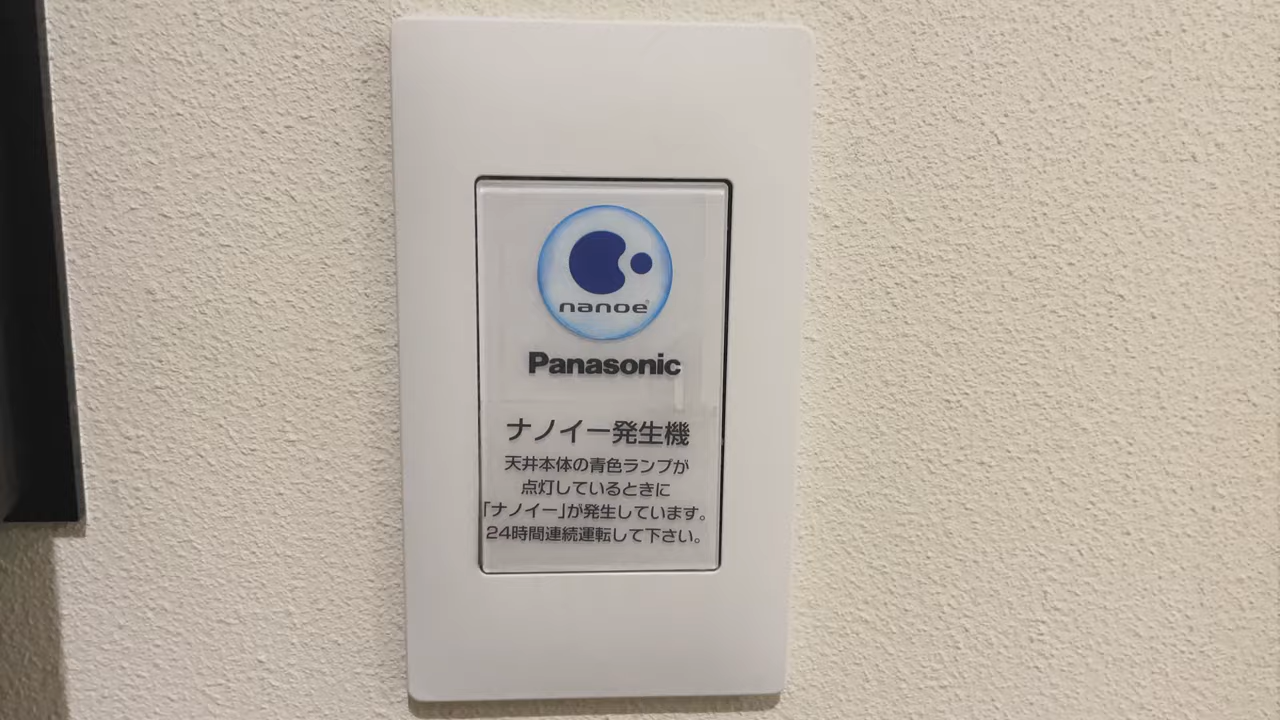 nanoe
Panasonic
ナノイー発生機
天井本体の青色ランプが
点灯しているときに
「ナノイー」が発生しています。
24時間連続運転して下さい。